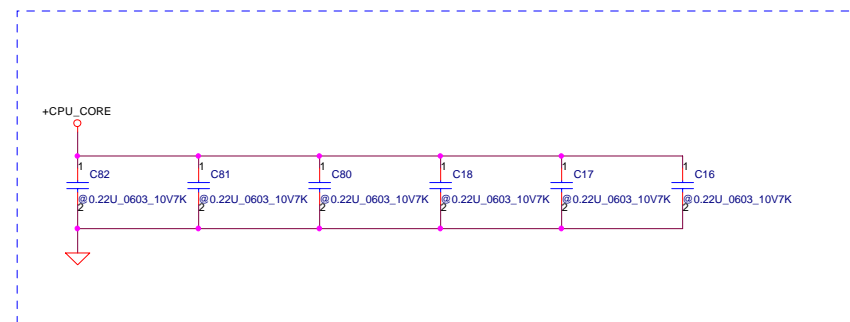 +CPU_CORE
1 1 1 1 1 1
C82 C81 C80 C18 C17 C16
@0.22U_0603_10V7K @0.22U_0603_10V7K @0.22U_0603_10V7K @0.22U_0603_10V7K @0.22U_0603_10V7K @0.22U_0603_10V7K
2 2 2 2 2 2